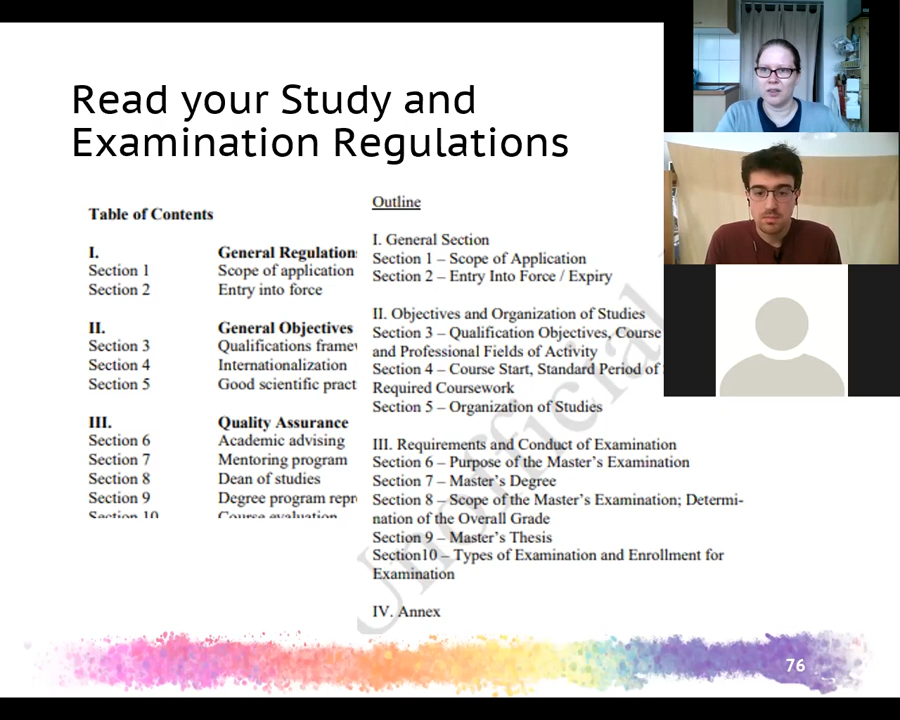 Read your Study and
Examination Regulations
Table of Contents
I. General Regulations
Section 1 Scope of application
Section 2 Entry into force
II. General Objectives
Section 3 Qualifications
Section 4 Internationalization
Section 5 Good scientific pract
III. Quality Assurance
Section 6 Academic advising
Section 7 Mentoring program
Section 8 Dean of studies
Section 9 Degree program repr
Section 10 Course evaluation
Outline
I. General Section
Section 1 – Scope of Application
Section 2 – Entry Into Force / Expiry
II. Objectives and Organization of Studies
Section 3 – Qualification Objectives, Course
and Professional Fields of Activity
Section 4 – Course Start, Standard Period of
Required Coursework
Section 5 – Organization of Studies
III. Requirements and Conduct of Examination
Section 6 – Purpose of the Master's Examination
Section 7 – Master's Degree
Section 8 – Scope of the Master's Examination; Determi-
nation of the Overall Grade
Section 9 – Master's Thesis
Section10 – Types of Examination and Enrollment for
Examination
IV. Annex
Unofficial
76